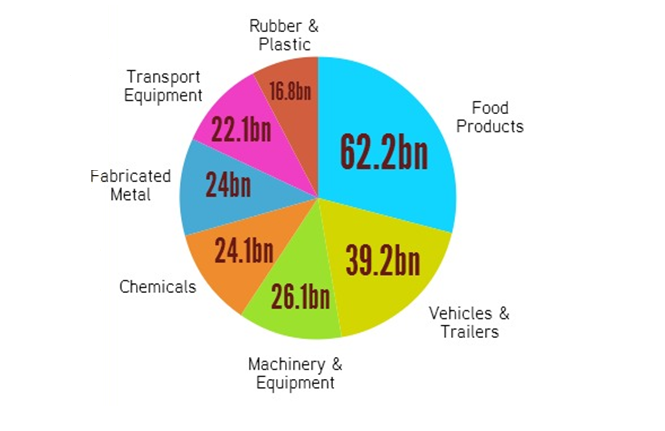 Rubber &
Plastic
Transport
Equipment
16.8bn
Food
Products
22.1bn
62.2bn
Fabricated
Metal
24bn
24.1bn
39.2bn
Chemicals
26.1bn
Vehicles &
Trailers
Machinery &
Equipment